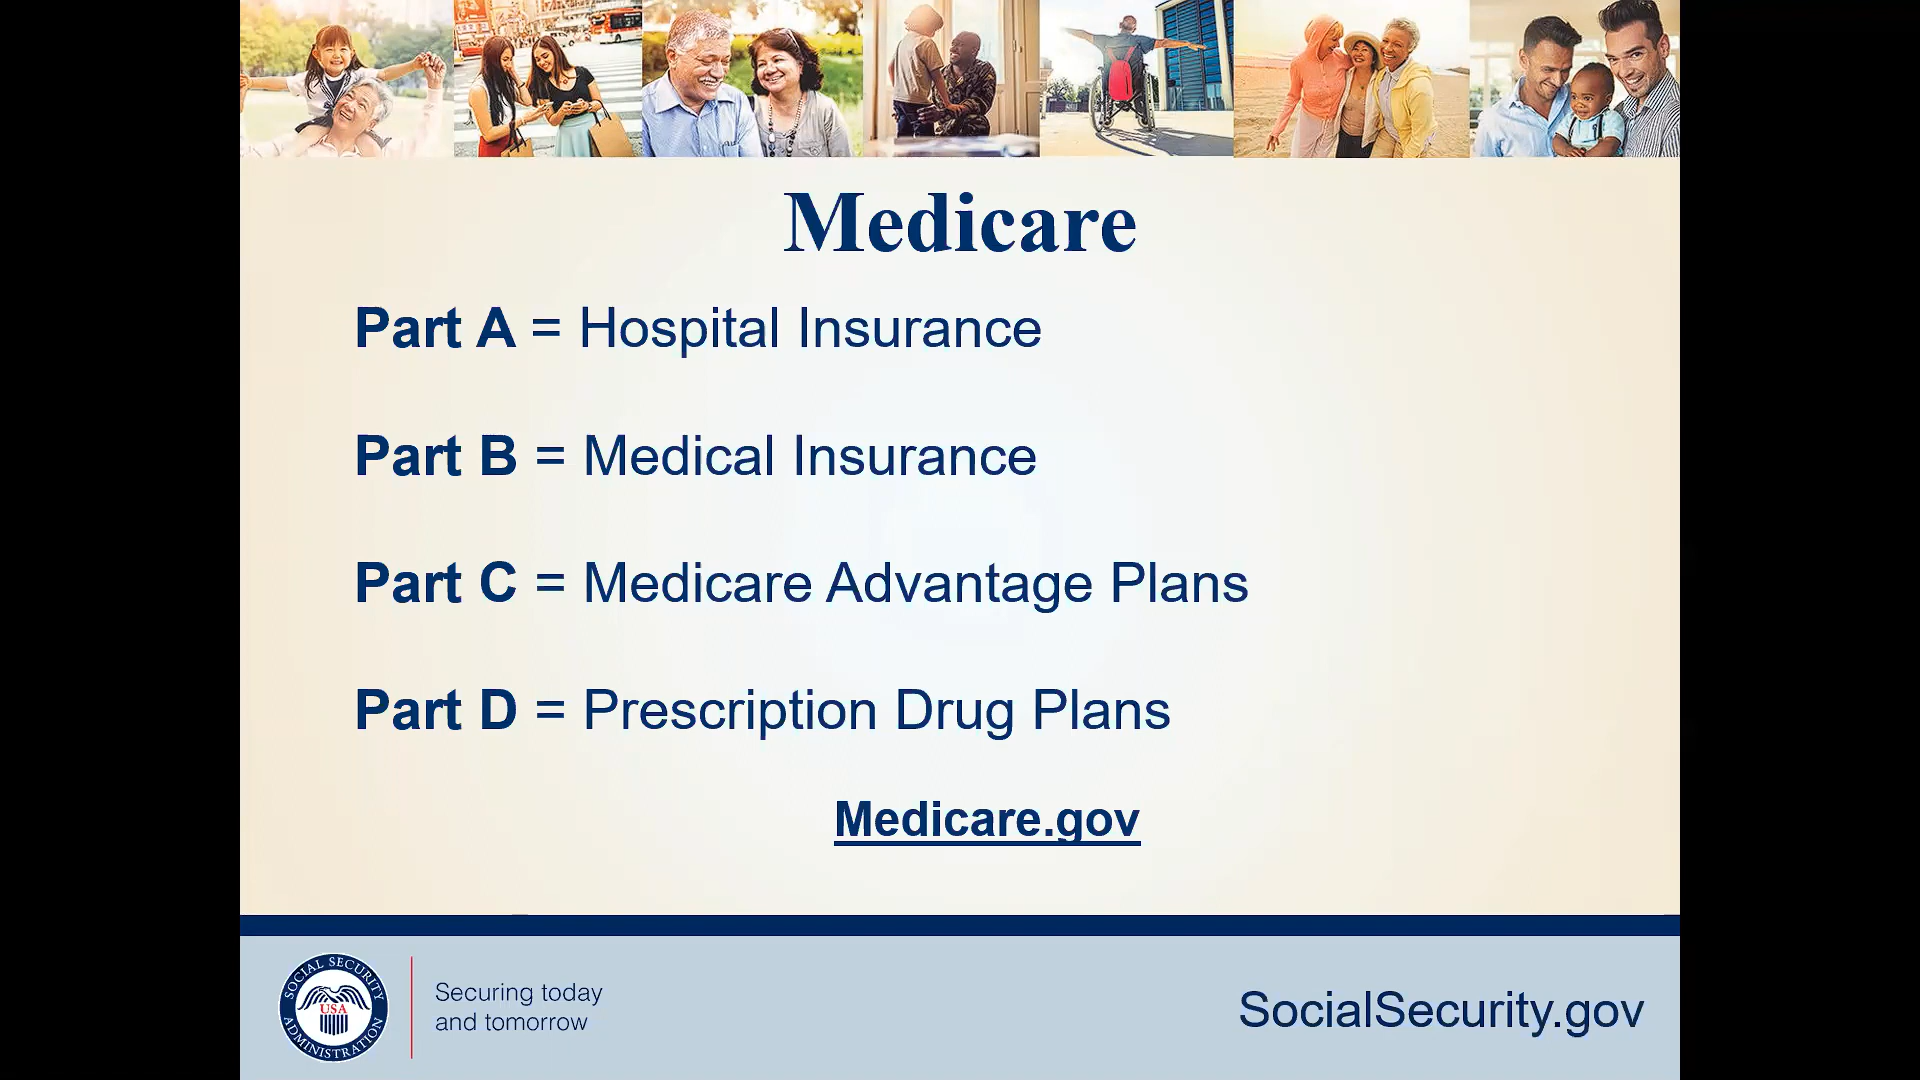 Medicare
Part A = Hospital Insurance
Part B = Medical Insurance
Part C = Medicare Advantage Plans
Part D = Prescription Drug Plans
Medicare.gov
SOCIAL SECURITY ADMINISTRATION
USA
Securing today
and tomorrow
SocialSecurity.gov